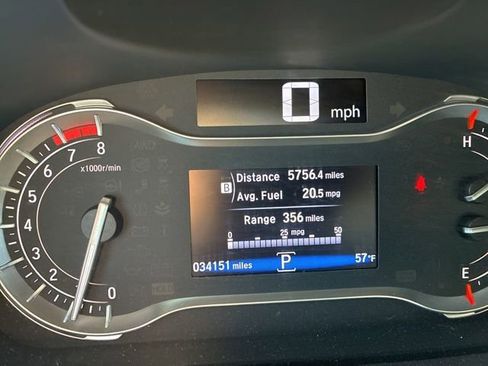 0 mph
7 8
x1000r/min
6
5
4
3
2
1
0
B Distance 5756.4 miles
Avg. Fuel 20.5 mpg
Range 356 miles
0 25 50
mpg
034151 miles P 57°F
H
E
HOLD